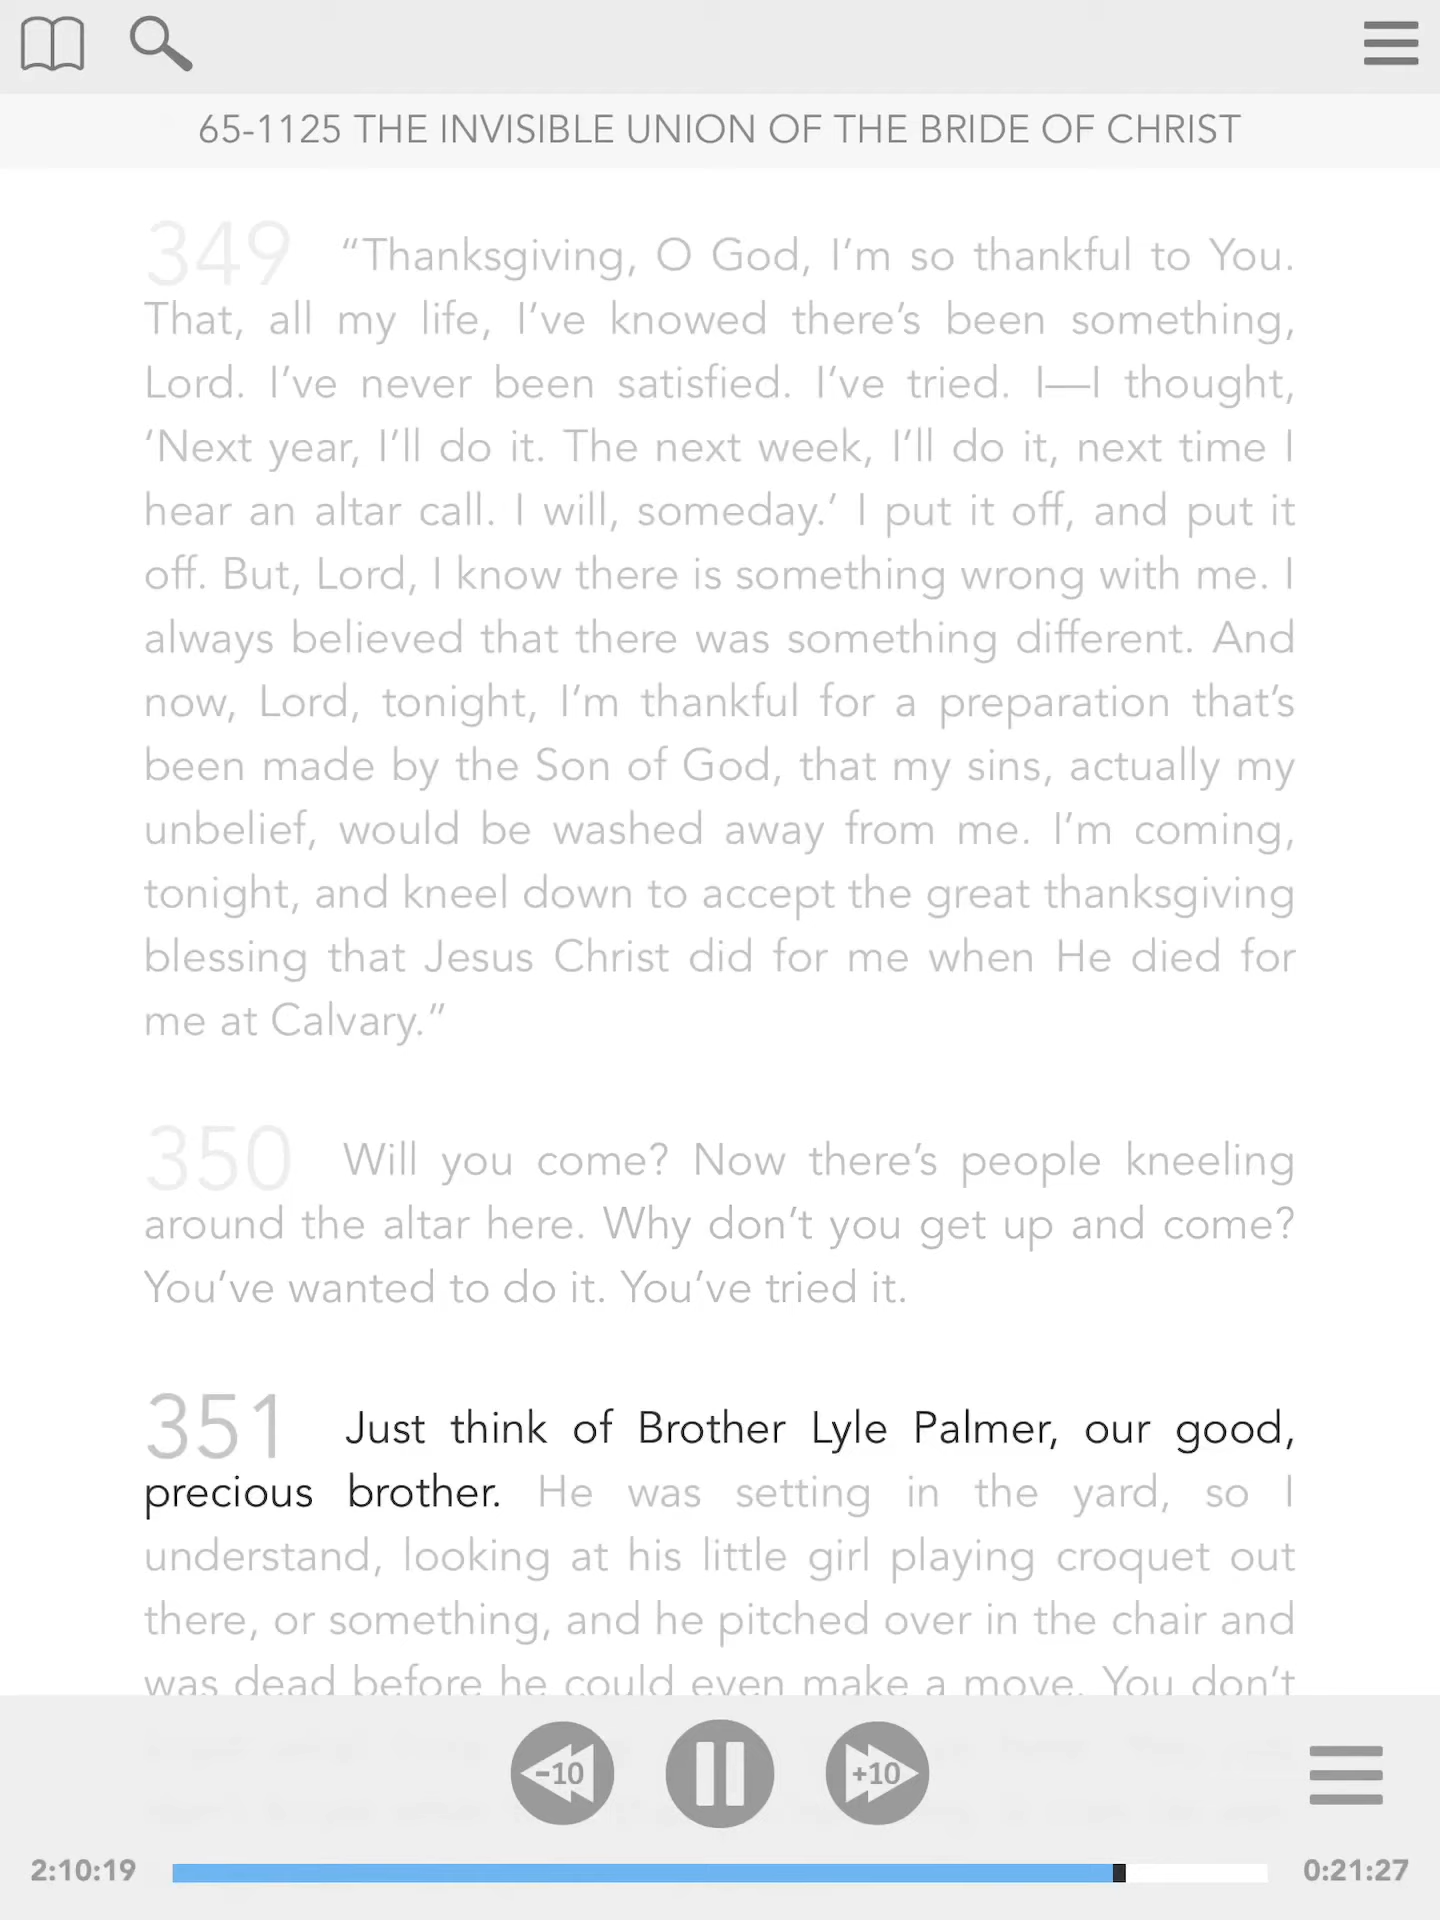 65-1125 THE INVISIBLE UNION OF THE BRIDE OF CHRIST
349 “Thanksgiving, O God, I’m so thankful to You.
That, all my life, I’ve knowed there’s been something,
Lord. I’ve never been satisfied. I’ve tried. I—I thought,
‘Next year, I’ll do it. The next week, I’ll do it, next time I
hear an altar call. I will, someday.’ I put it off, and put it
off. But, Lord, I know there is something wrong with me. I
always believed that there was something different. And
now, Lord, tonight, I’m thankful for a preparation that’s
been made by the Son of God, that my sins, actually my
unbelief, would be washed away from me. I’m coming,
tonight, and kneel down to accept the great thanksgiving
blessing that Jesus Christ did for me when He died for
me at Calvary.”
350 Will you come? Now there’s people kneeling
around the altar here. Why don’t you get up and come?
You’ve wanted to do it. You’ve tried it.
351 Just think of Brother Lyle Palmer, our good,
precious brother. He was setting in the yard, so I
understand, looking at his little girl playing croquet out
there, or something, and he pitched over in the chair and
was dead before he could even make a move. You don’t
-10 +10
2:10:19 0:21:27